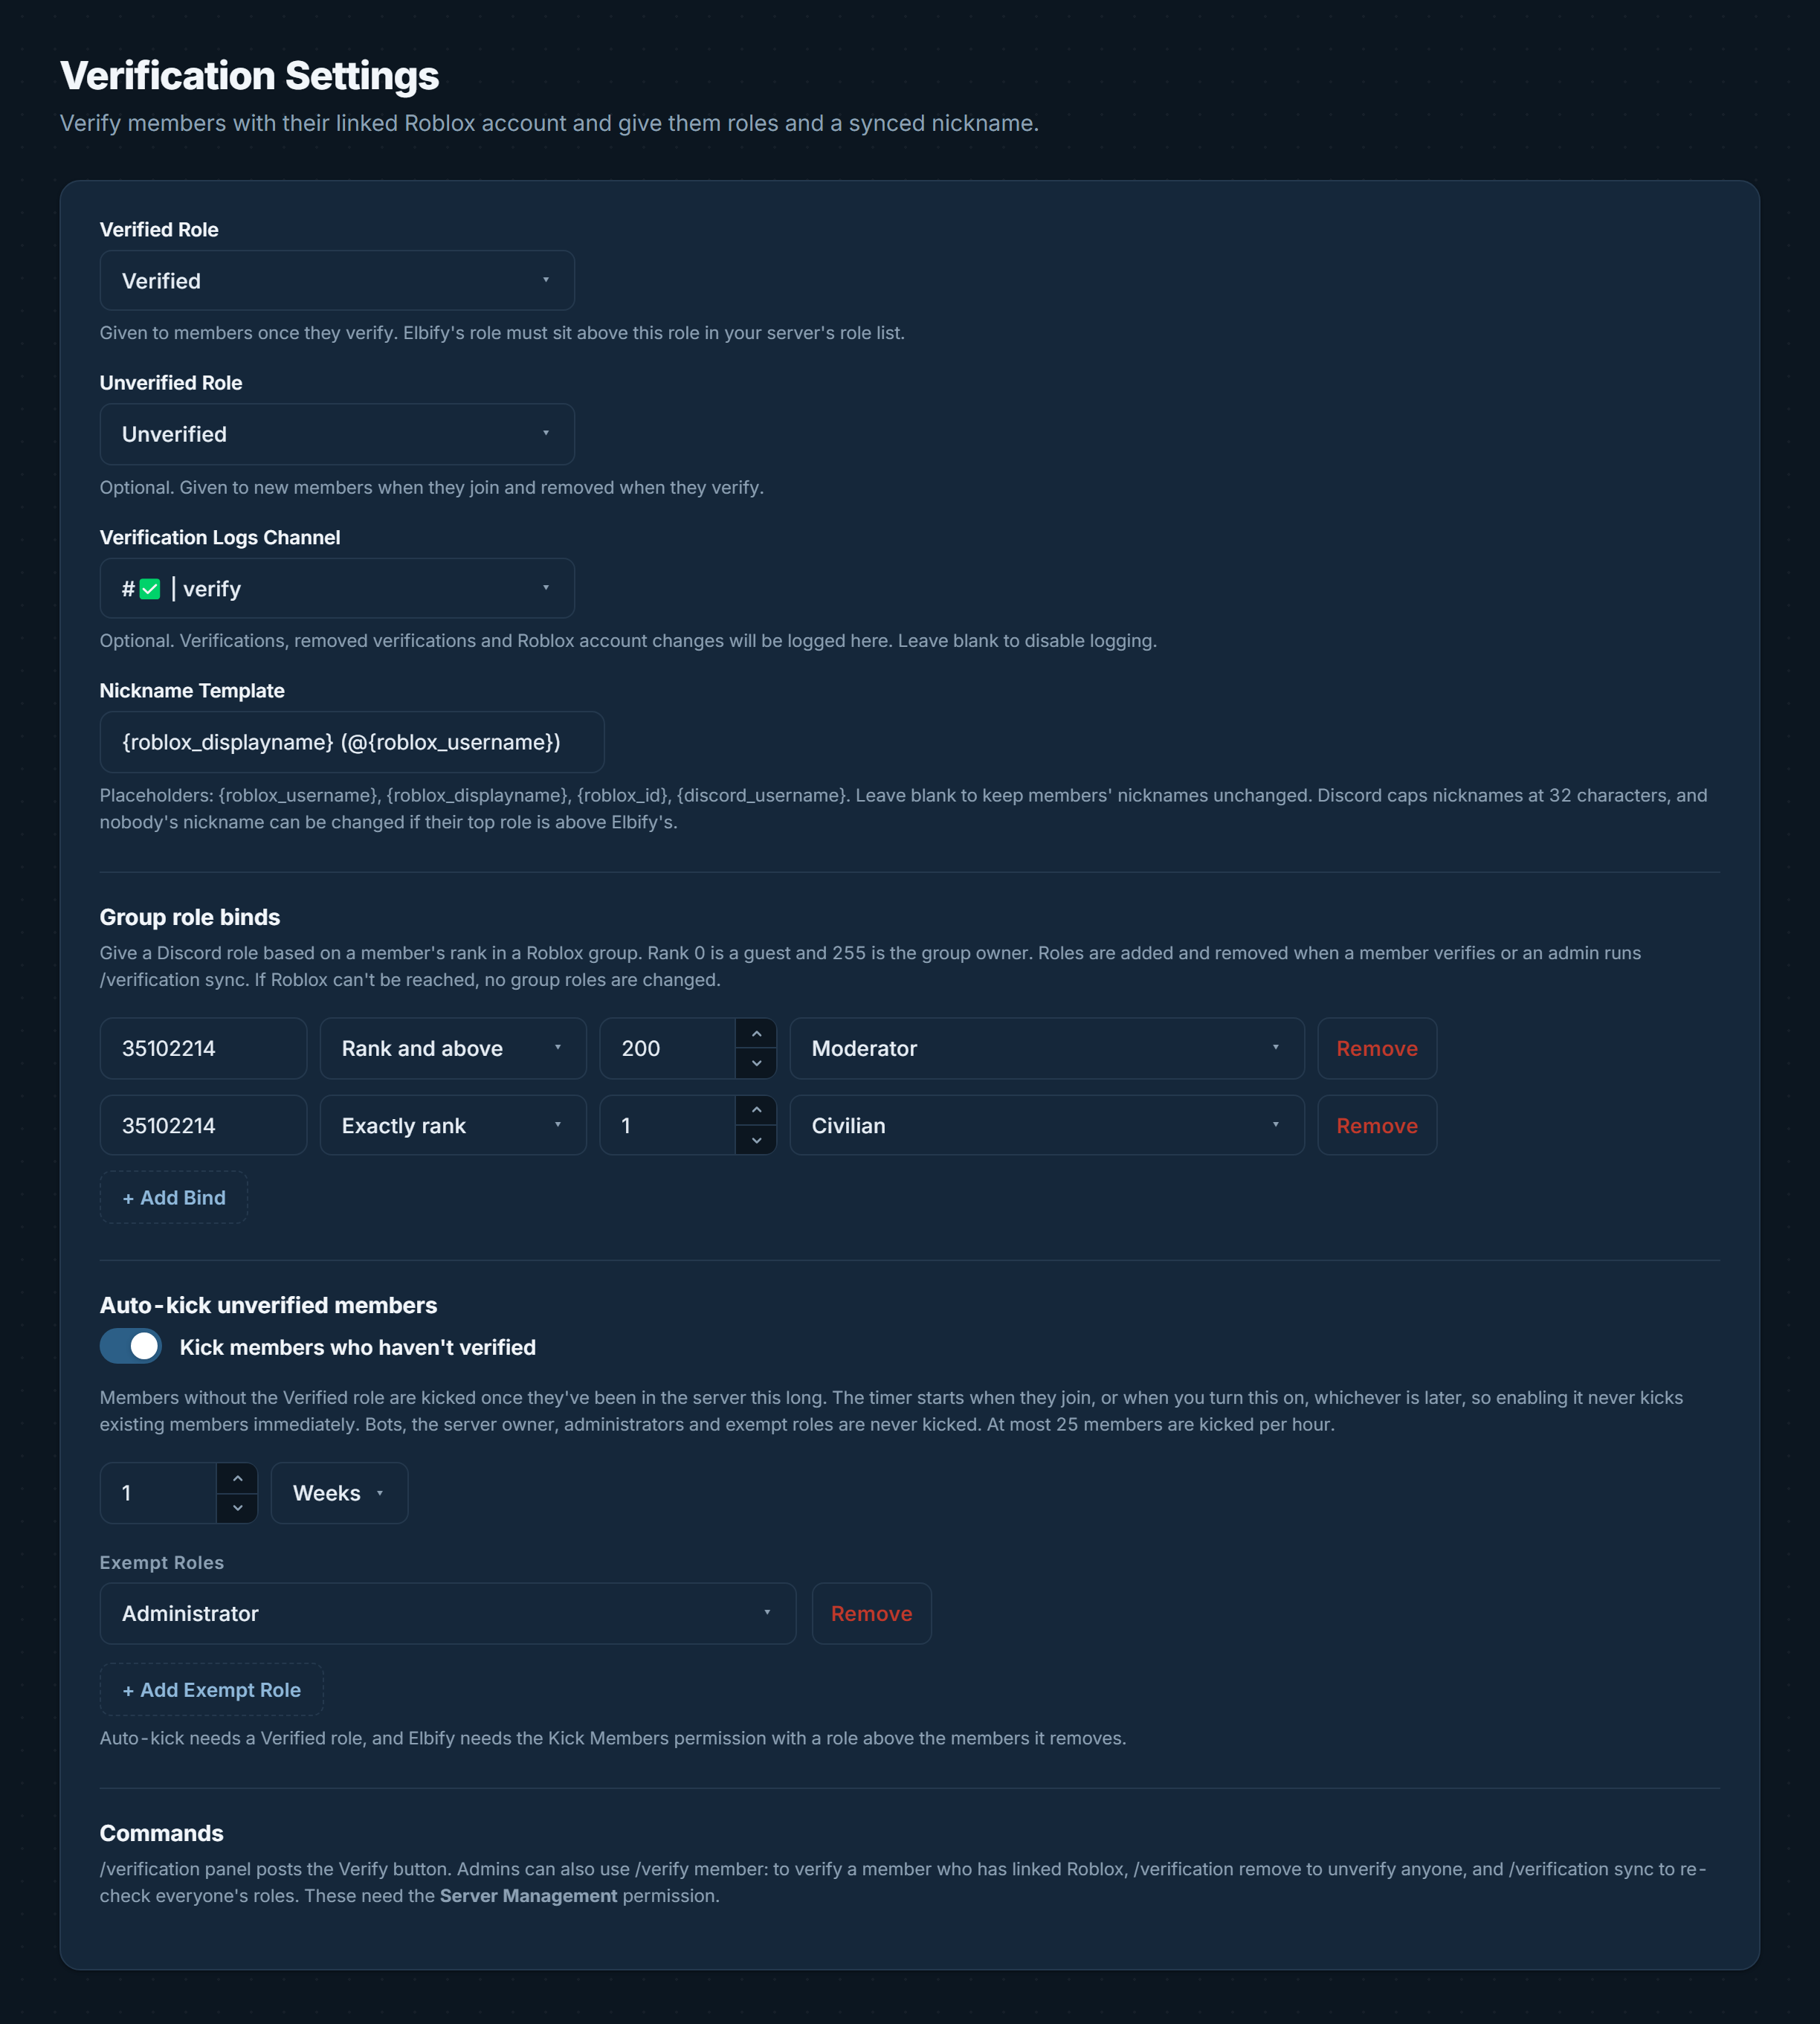 Verification Settings
Verify members with their linked Roblox account and give them roles and a synced nickname.
Verified Role
Verified
Given to members once they verify. Elbify's role must sit above this role in your server's role list.
Unverified Role
Unverified
Optional. Given to new members when they join and removed when they verify.
Verification Logs Channel
#✅ | verify
Optional. Verifications, removed verifications and Roblox account changes will be logged here. Leave blank to disable logging.
Nickname Template
{roblox_displayname} (@{roblox_username})
Placeholders: {roblox_username}, {roblox_displayname}, {roblox_id}, {discord_username}. Leave blank to keep members' nicknames unchanged. Discord caps nicknames at 32 characters, and
nobody's nickname can be changed if their top role is above Elbify's.
Group role binds
Give a Discord role based on a member's rank in a Roblox group. Rank 0 is a guest and 255 is the group owner. Roles are added and removed when a member verifies or an admin runs
/verification sync. If Roblox can't be reached, no group roles are changed.
35102214 Rank and above 200 Moderator Remove
35102214 Exactly rank 1 Civilian Remove
+ Add Bind
Auto-kick unverified members
Kick members who haven't verified
Members without the Verified role are kicked once they've been in the server this long. The timer starts when they join, or when you turn this on, whichever is later, so enabling it never kicks
existing members immediately. Bots, the server owner, administrators and exempt roles are never kicked. At most 25 members are kicked per hour.
1 Weeks
Exempt Roles
Administrator Remove
+ Add Exempt Role
Auto-kick needs a Verified role, and Elbify needs the Kick Members permission with a role above the members it removes.
Commands
/verification panel posts the Verify button. Admins can also use /verify member: to verify a member who has linked Roblox, /verification remove to unverify anyone, and /verification sync to re-
check everyone's roles. These need the Server Management permission.